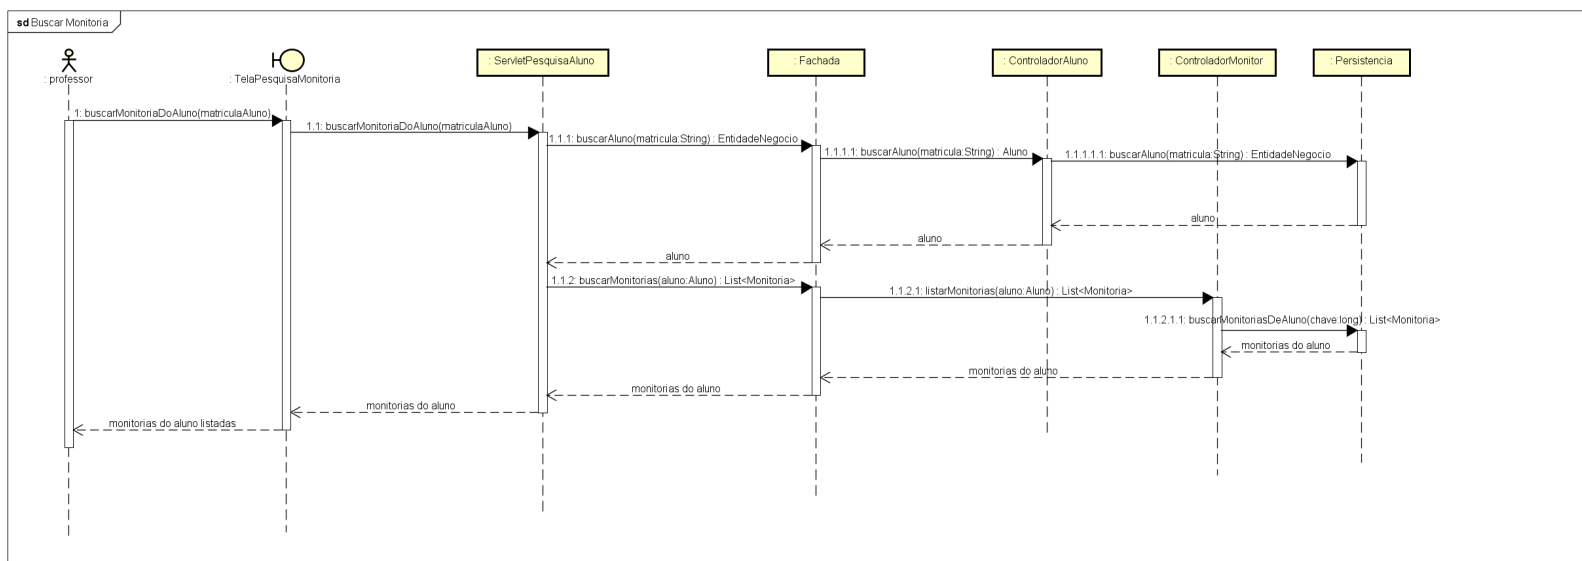 sd Buscar Monitoria
: professor
: TelaPesquisaMonitoria
: ServletPesquisaAluno
: Fachada
: ControladorAluno
: ControladorMonitor
: Persistencia
1: buscarMonitoriaDoAluno(matriculaAluno)
1.1: buscarMonitoriaDoAluno(matriculaAluno)
1.1.1: buscarAluno(matricula:String) : EntidadeNegocio
1.1.1.1: buscarAluno(matricula:String) : Aluno
1.1.1.1.1: buscarAluno(matricula:String) : EntidadeNegocio
aluno
aluno
aluno
1.1.2: buscarMonitorias(aluno:Aluno) : List<Monitoria>
1.1.2.1: listarMonitorias(aluno:Aluno) : List<Monitoria>
1.1.2.1.1: buscarMonitoriasDeAluno(chave:long) : List<Monitoria>
monitorias do aluno
monitorias do aluno
monitorias do aluno
monitorias do aluno
monitorias do aluno listadas